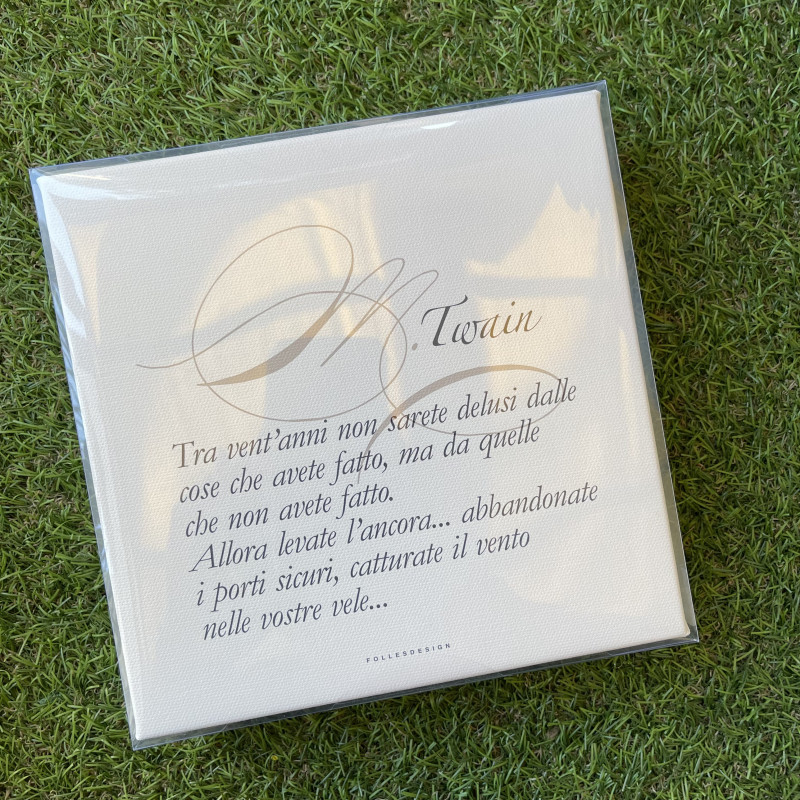 M. Twain
Tra vent'anni non sarete delusi dalle
cose che avete fatto, ma da quelle
che non avete fatto.
Allora levate l'ancora... abbandonate
i porti sicuri, catturate il vento
nelle vostre vele...
FOLLESDESIGN